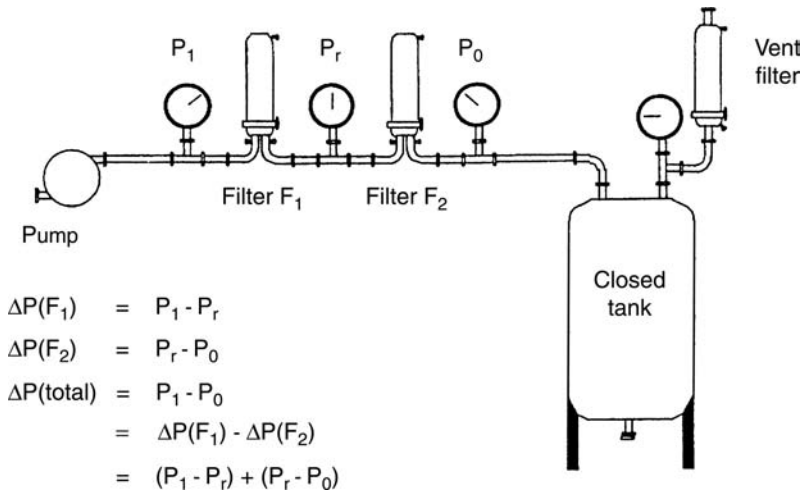 P₁
Pᵣ
P₀
Vent
filter
Filter F₁
Filter F₂
Pump
Closed
tank
ΔP(F₁) = P₁ - Pᵣ
ΔP(F₂) = Pᵣ - P₀
ΔP(total) = P₁ - P₀
= ΔP(F₁) - ΔP(F₂)
= (P₁ - Pᵣ) + (Pᵣ - P₀)